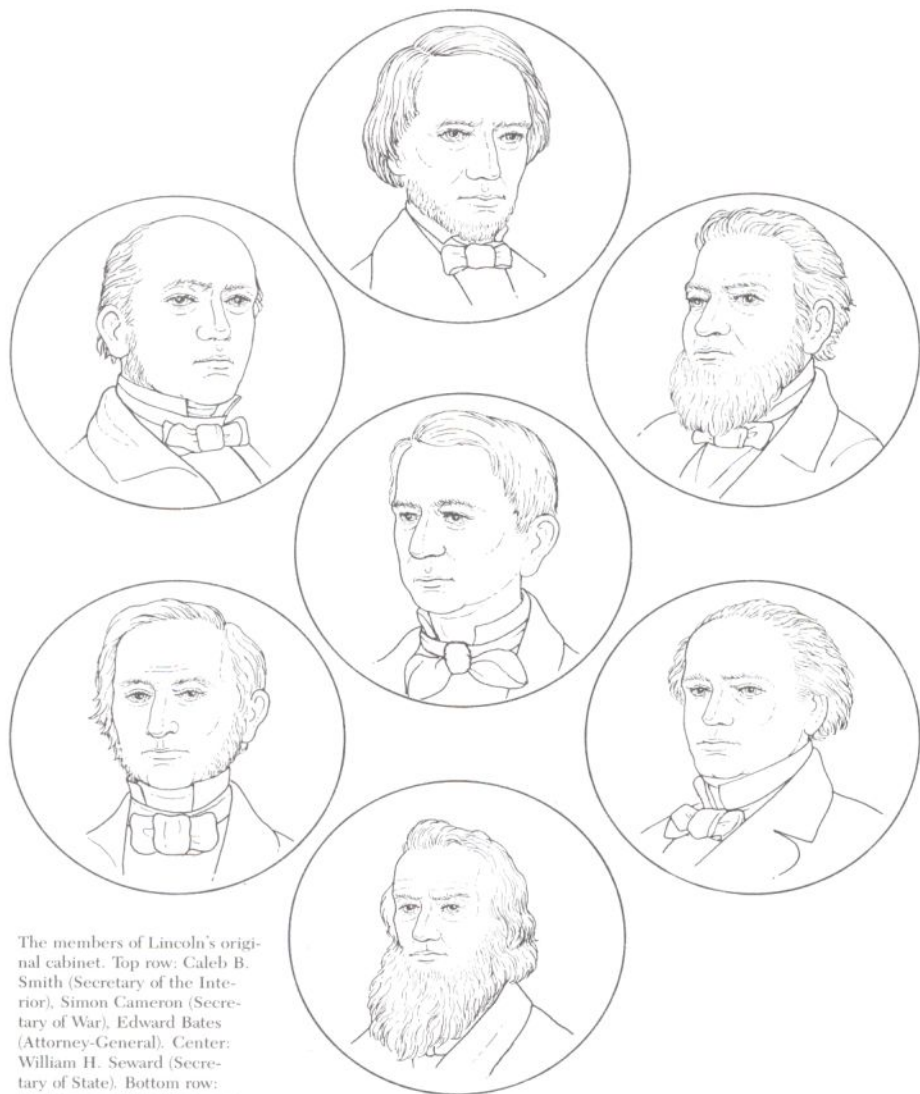 The members of Lincoln's origi-
nal cabinet. Top row: Caleb B.
Smith (Secretary of the Inte-
rior), Simon Cameron (Secre-
tary of War), Edward Bates
(Attorney-General). Center:
William H. Seward (Secre-
tary of State). Bottom row: